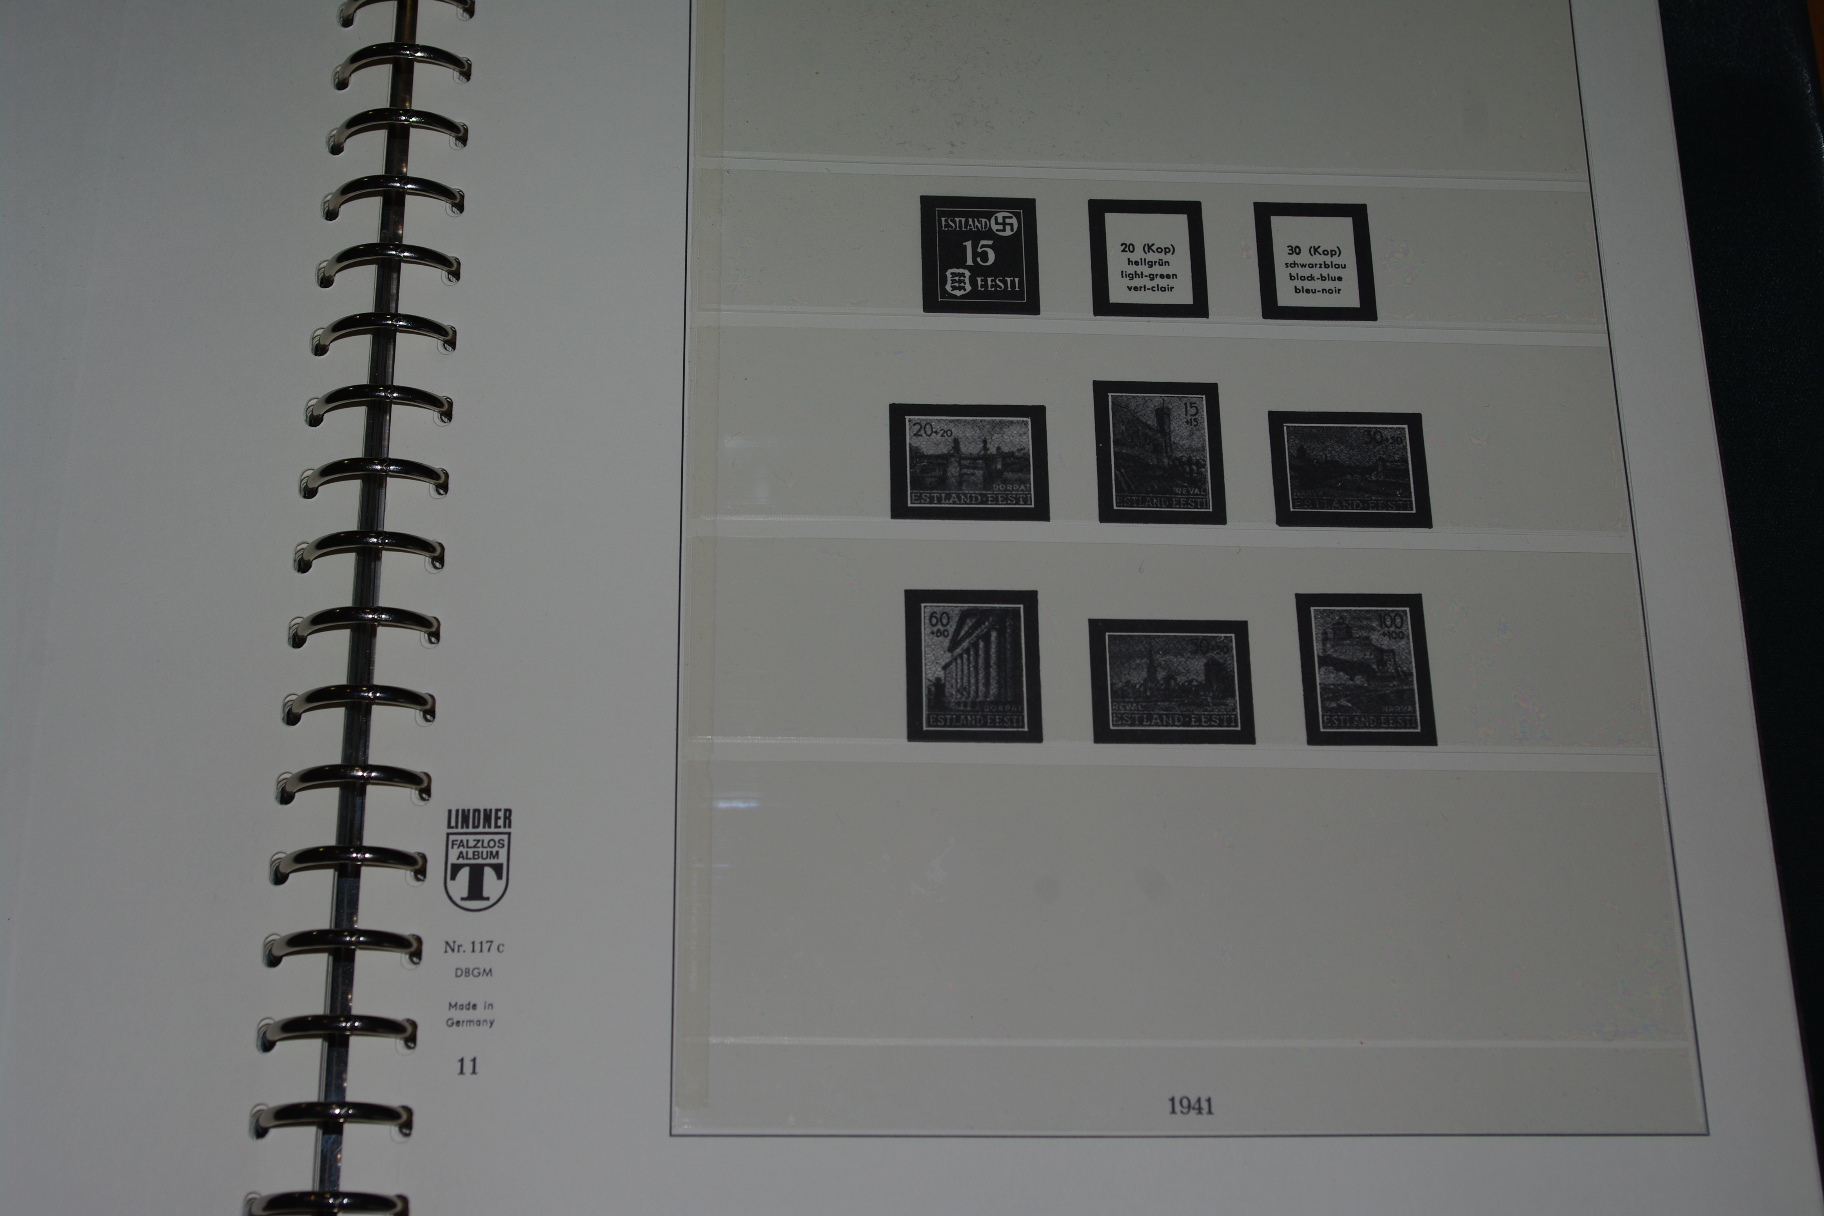 ESTLAND
15
EESTI
20 (Kop)
hellgrün
light-green
vert-clair
30 (Kop)
schwarzblau
black-blue
bleu-noir
20+20
DORPAT
ESTLAND·EESTI
15
+15
REVAL
ESTLAND·EESTI
30+30
ESTLAND·EESTI
60
+60
DORPAT
ESTLAND·EESTI
REVAL
ESTLAND·EESTI
100
+100
NARVA
ESTLAND·EESTI
LINDNER
FALZLOS
ALBUM
T
Nr. 117 c
DBGM
Made in
Germany
11
1941